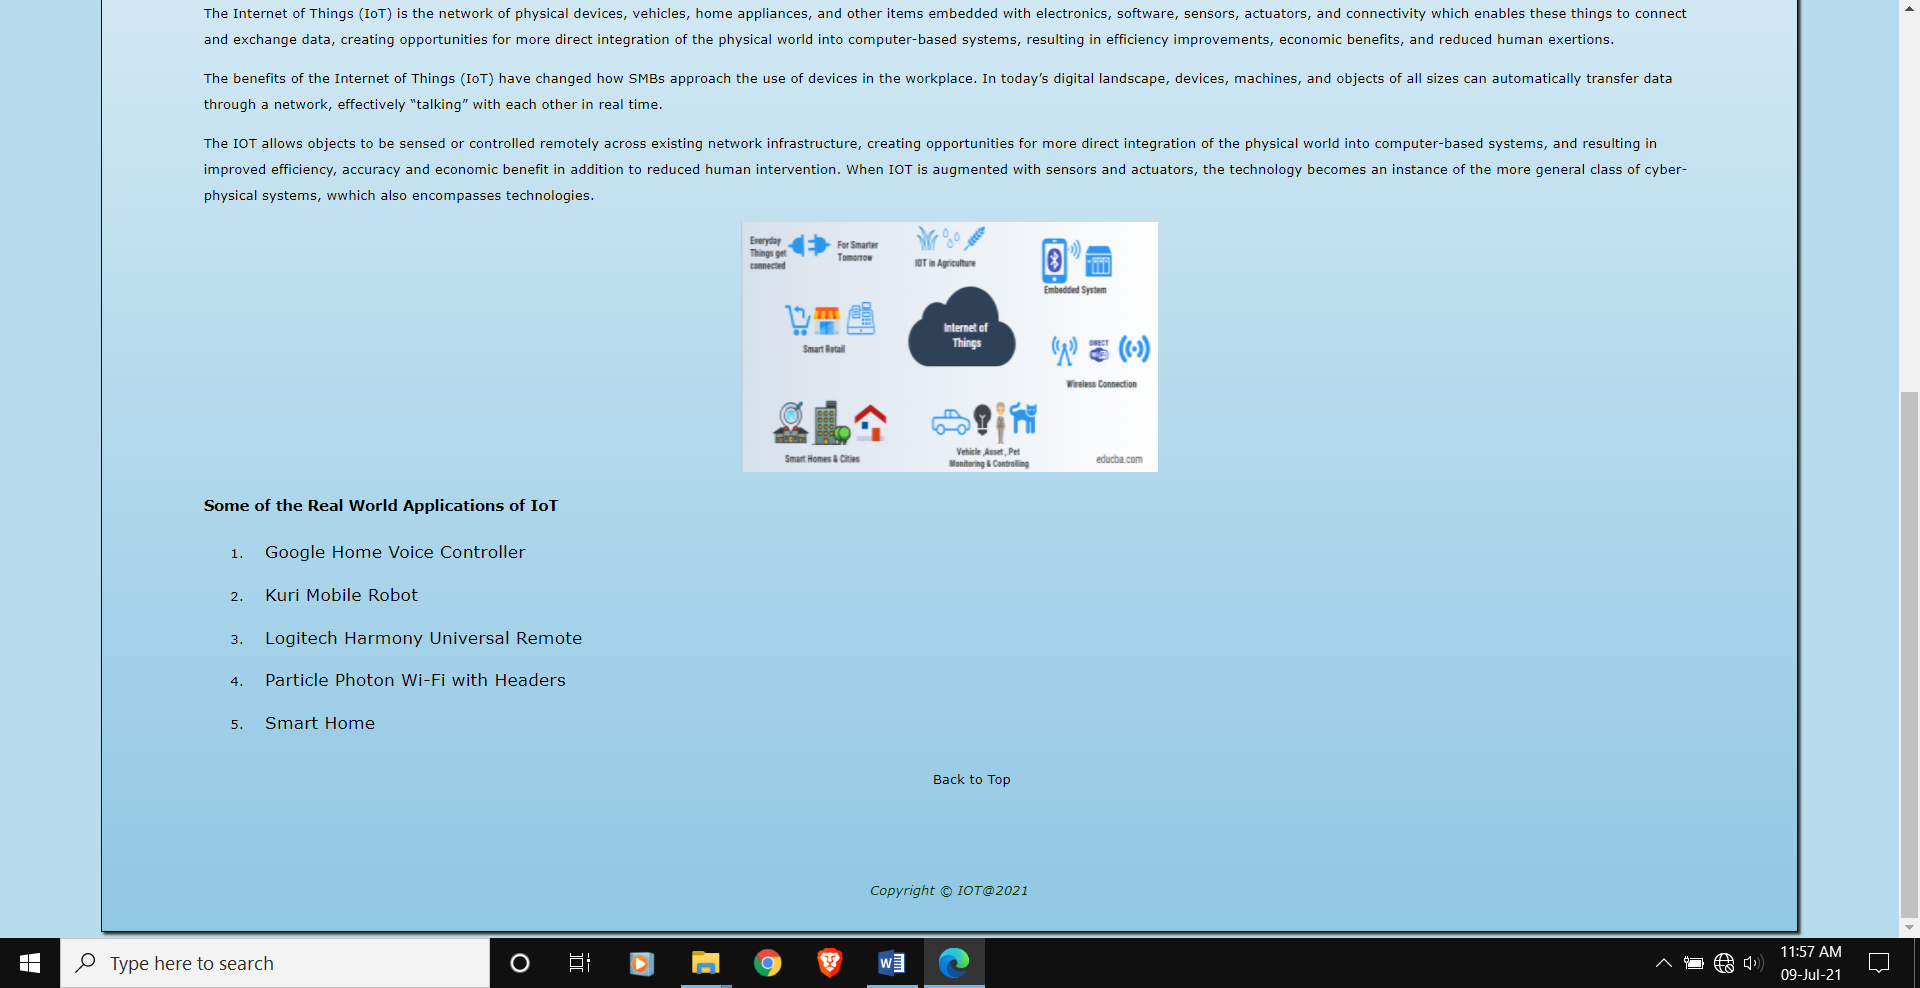 The Internet of Things (IoT) is the network of physical devices, vehicles, home appliances, and other items embedded with electronics, software, sensors, actuators, and connectivity which enables these things to connect
and exchange data, creating opportunities for more direct integration of the physical world into computer-based systems, resulting in efficiency improvements, economic benefits, and reduced human exertions.
The benefits of the Internet of Things (IoT) have changed how SMBs approach the use of devices in the workplace. In today’s digital landscape, devices, machines, and objects of all sizes can automatically transfer data
through a network, effectively “talking” with each other in real time.
The IOT allows objects to be sensed or controlled remotely across existing network infrastructure, creating opportunities for more direct integration of the physical world into computer-based systems, and resulting in
improved efficiency, accuracy and economic benefit in addition to reduced human intervention. When IOT is augmented with sensors and actuators, the technology becomes an instance of the more general class of cyber-
physical systems, wwhich also encompasses technologies.
Everyday
Things get
connected
For Smarter
Tomorrow
IOT in Agriculture
Embedded System
Smart Retail
Internet of
Things
DIRECT
WiFi
Wireless Connection
Smart Homes & Cities
Vehicle ,Asset , Pet
Monitoring & Controlling
educba.com
Some of the Real World Applications of IoT
1. Google Home Voice Controller
2. Kuri Mobile Robot
3. Logitech Harmony Universal Remote
4. Particle Photon Wi-Fi with Headers
5. Smart Home
Back to Top
Copyright © IOT@2021
Type here to search
W
11:57 AM
09-Jul-21